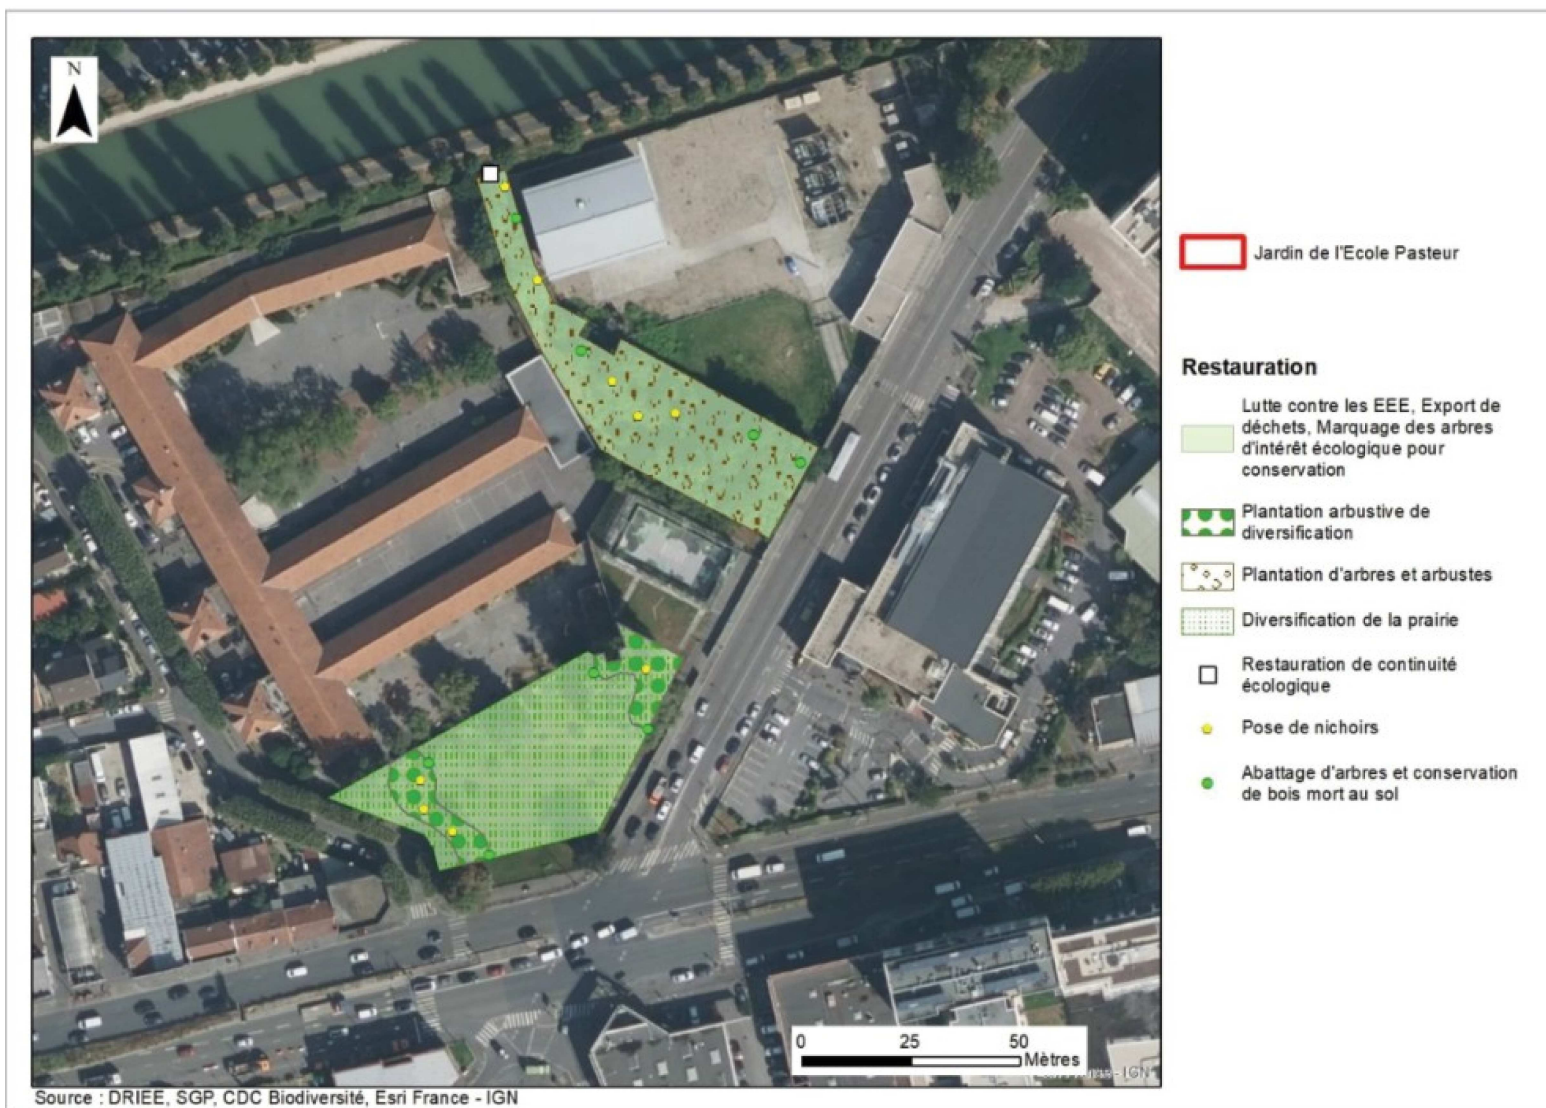 N
Jardin de l'Ecole Pasteur
Restauration
Lutte contre les EEE, Export de
déchets, Marquage des arbres
d'intérêt écologique pour
conservation
Plantation arbustive de
diversification
Plantation d'arbres et arbustes
Diversification de la prairie
Restauration de continuité
écologique
Pose de nichoirs
Abattage d'arbres et conservation
de bois mort au sol
0 25 50
Mètres
- IGN
Source : DRIEE, SGP, CDC Biodiversité, Esri France - IGN